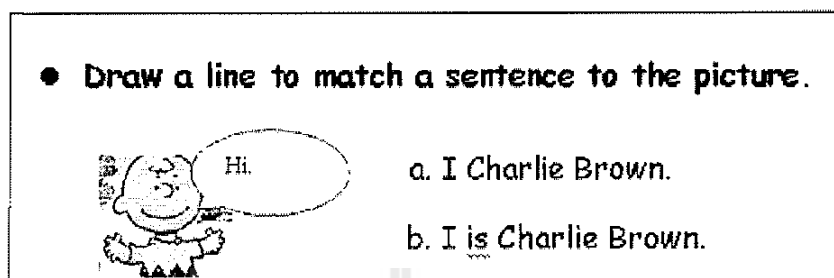 ● Draw a line to match a sentence to the picture.
Hi.
a. I Charlie Brown.
b. I is Charlie Brown.